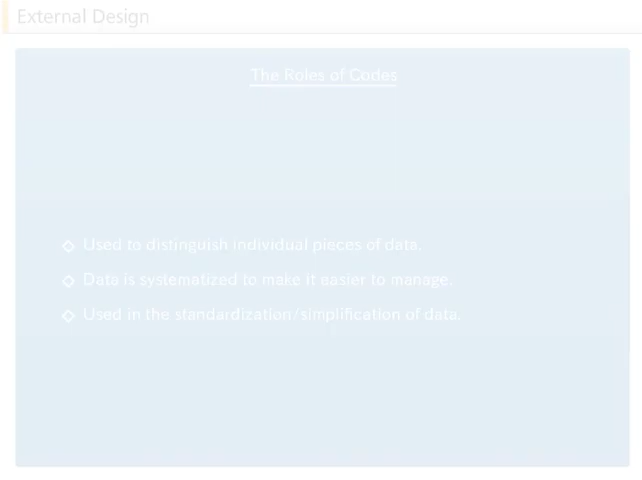 External Design
The Roles of Codes
◇ Used to distinguish individual pieces of data.
◇ Data is systematized to make it easier to manage.
◇ Used in the standardization/simplification of data.